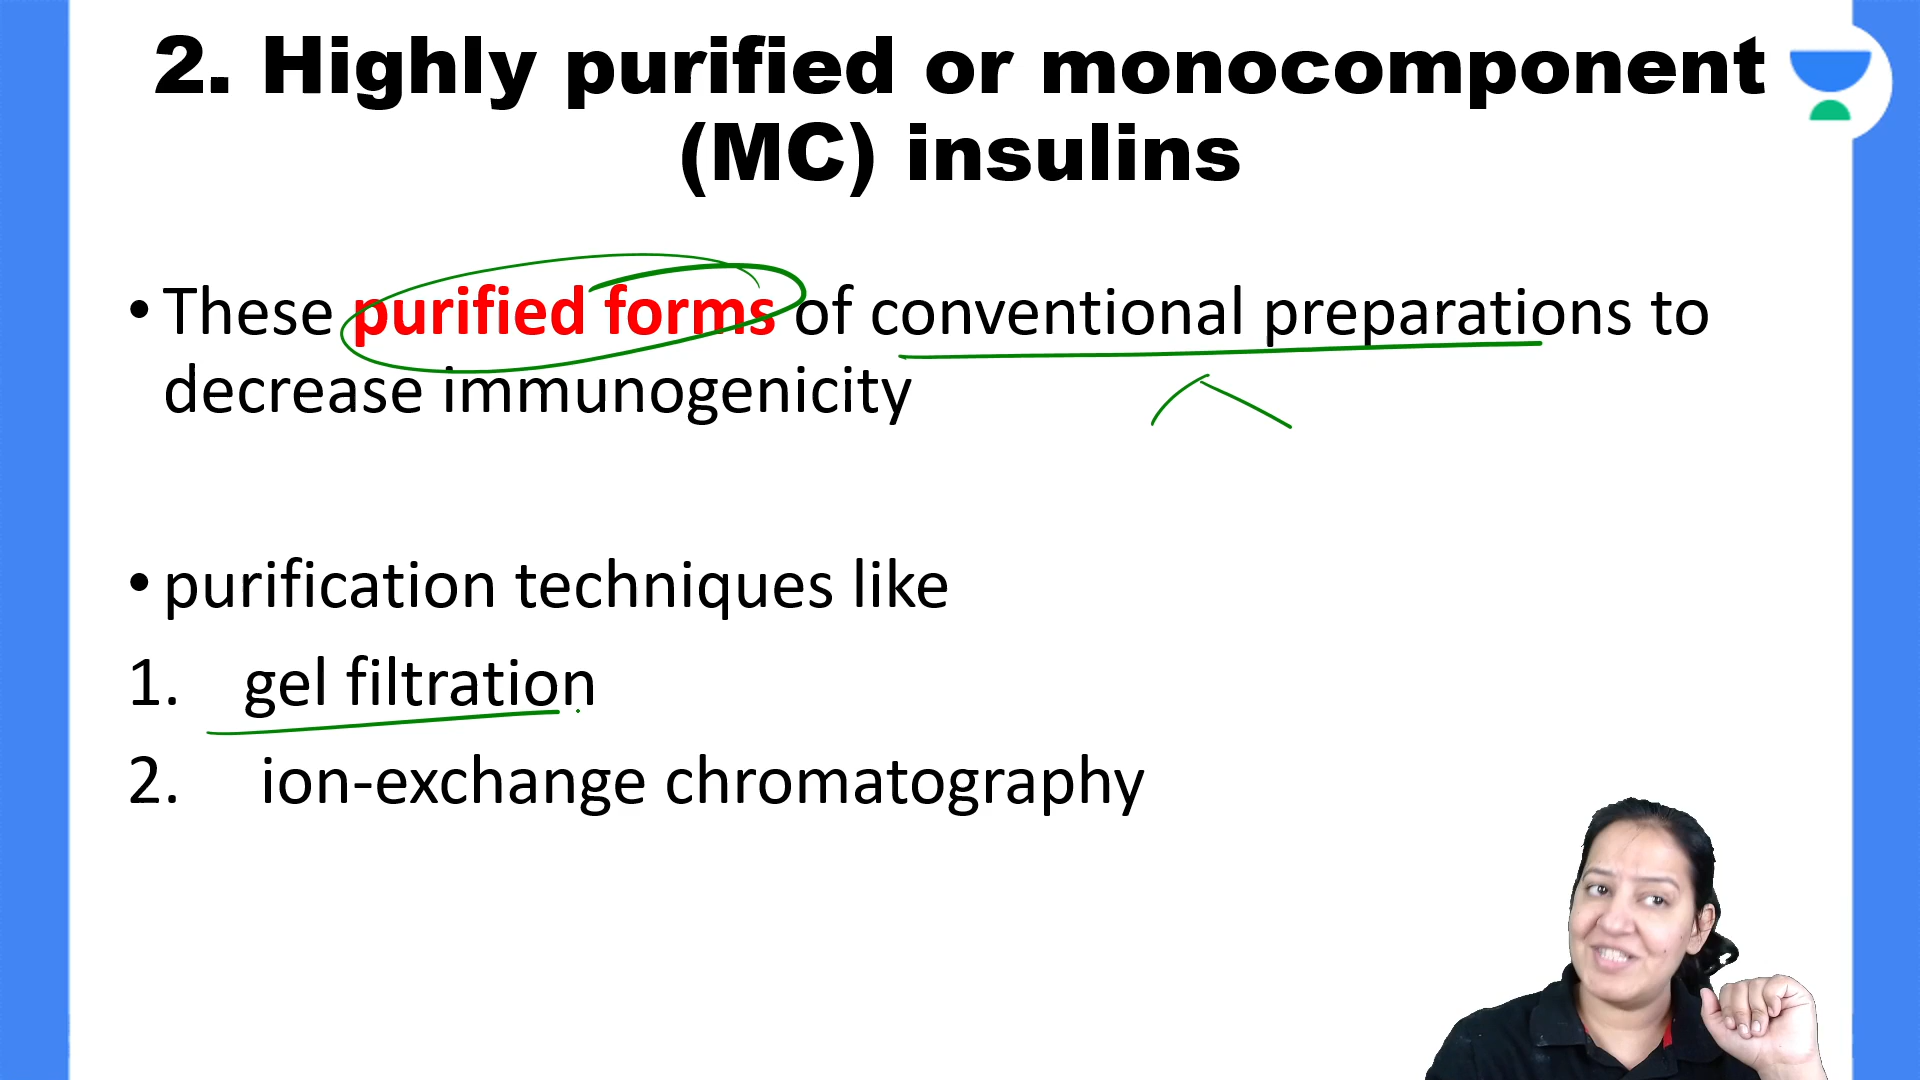 2. Highly purified or monocomponent
(MC) insulins
• These purified forms of conventional preparations to
decrease immunogenicity
• purification techniques like
1. gel filtration
2. ion-exchange chromatography